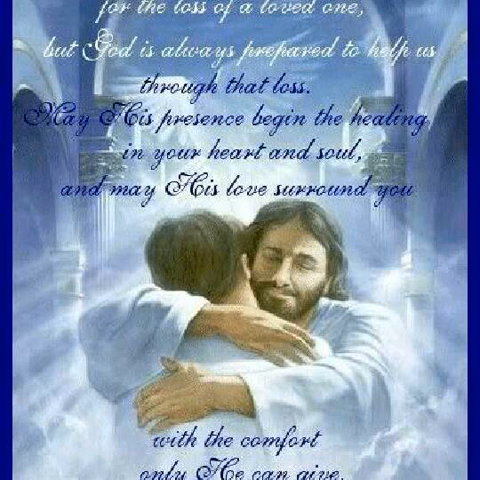 for the loss of a loved one,
but God is always prepared to help us
through that loss.
May His presence begin the healing
in your heart and soul,
and may His love surround you
with the comfort
only He can give.